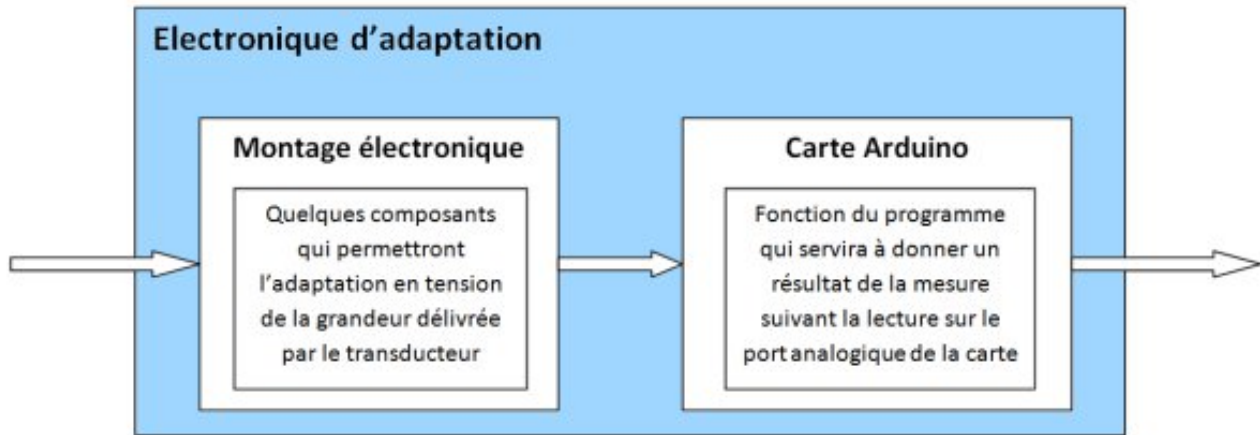 Electronique d'adaptation
Montage électronique
Quelques composants
qui permettront
l'adaptation en tension
de la grandeur délivrée
par le transducteur
Carte Arduino
Fonction du programme
qui servira à donner un
résultat de la mesure
suivant la lecture sur le
port analogique de la carte